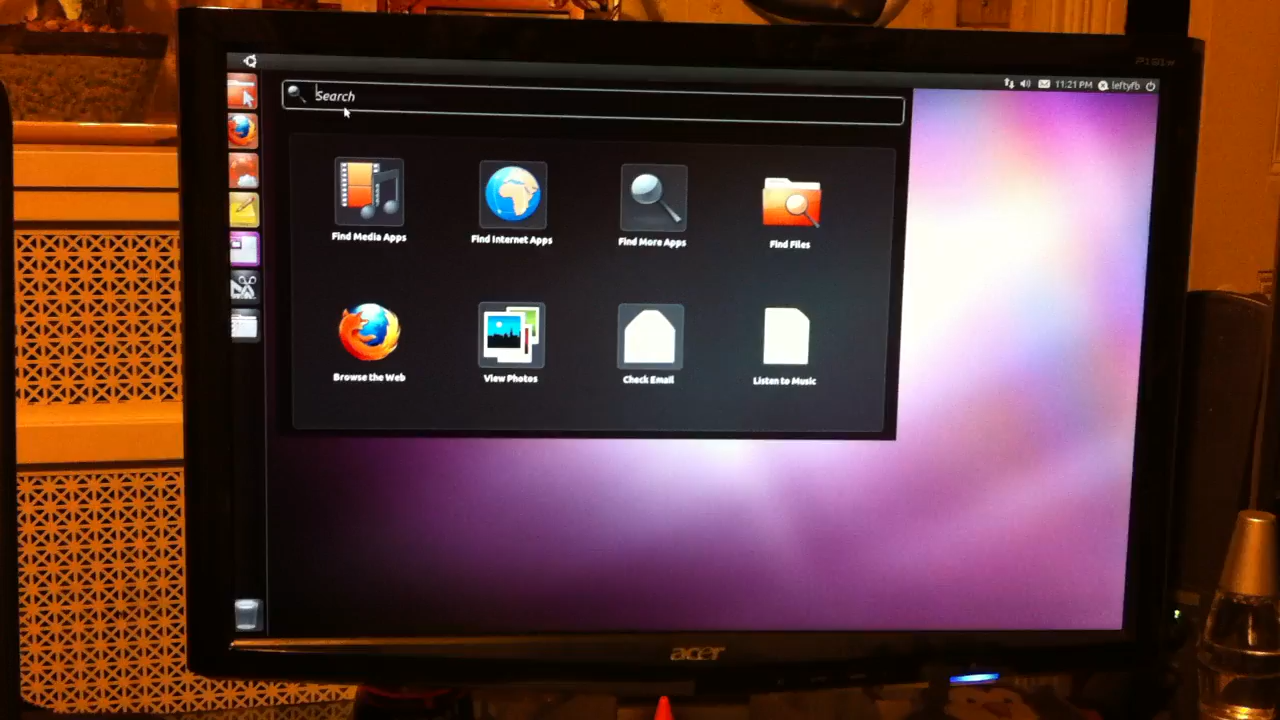 P191w
11:21 PM leftyfb
Search
Find Media Apps Find Internet Apps Find More Apps Find Files
Browse the Web View Photos Check Email Listen to Music
acer